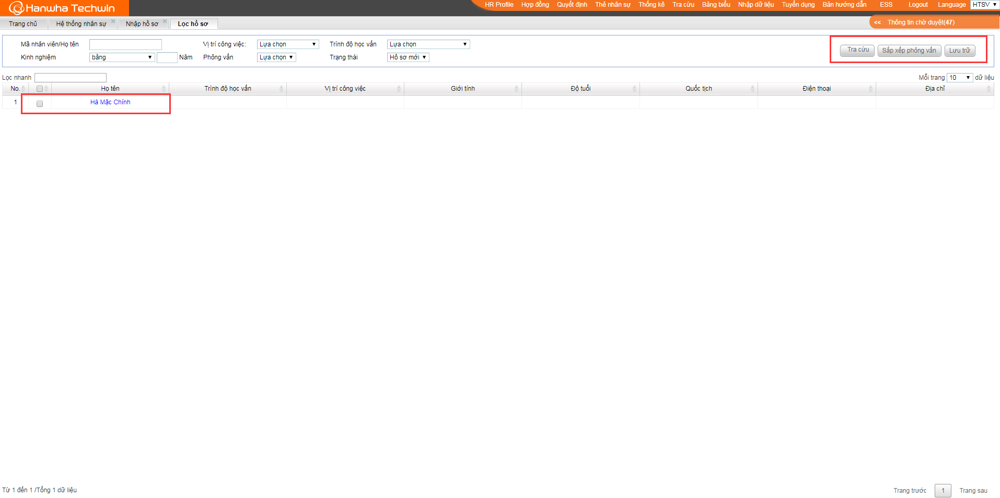 Hanwha Techwin
HR Profile Hợp đồng Quyết định Thẻ nhân sự Thống kê Tra cứu Bảng biểu Nhập dữ liệu Tuyển dụng Bản hướng dẫn ESS Logout Language HTSV
Trang chủ Hệ thống nhân sự Nhập hồ sơ Lọc hồ sơ
<< Thông tin chờ duyệt(47)
Mã nhân viên/Họ tên Vị trí công việc: Lựa chọn Trình độ học vấn Lựa chọn
Kinh nghiệm bằng Năm Phỏng vấn Lựa chọn Trạng thái Hồ sơ mới
Tra cứu Sắp xếp phỏng vấn Lưu trữ
Lọc nhanh Mỗi trang 10 dữ liệu
No. Họ tên Trình độ học vấn Vị trí công việc Giới tính Độ tuổi Quốc tịch Điện thoại Địa chỉ
1 Hà Mặc Chính
Từ 1 đến 1 /Tổng 1 dữ liệu Trang trước 1 Trang sau